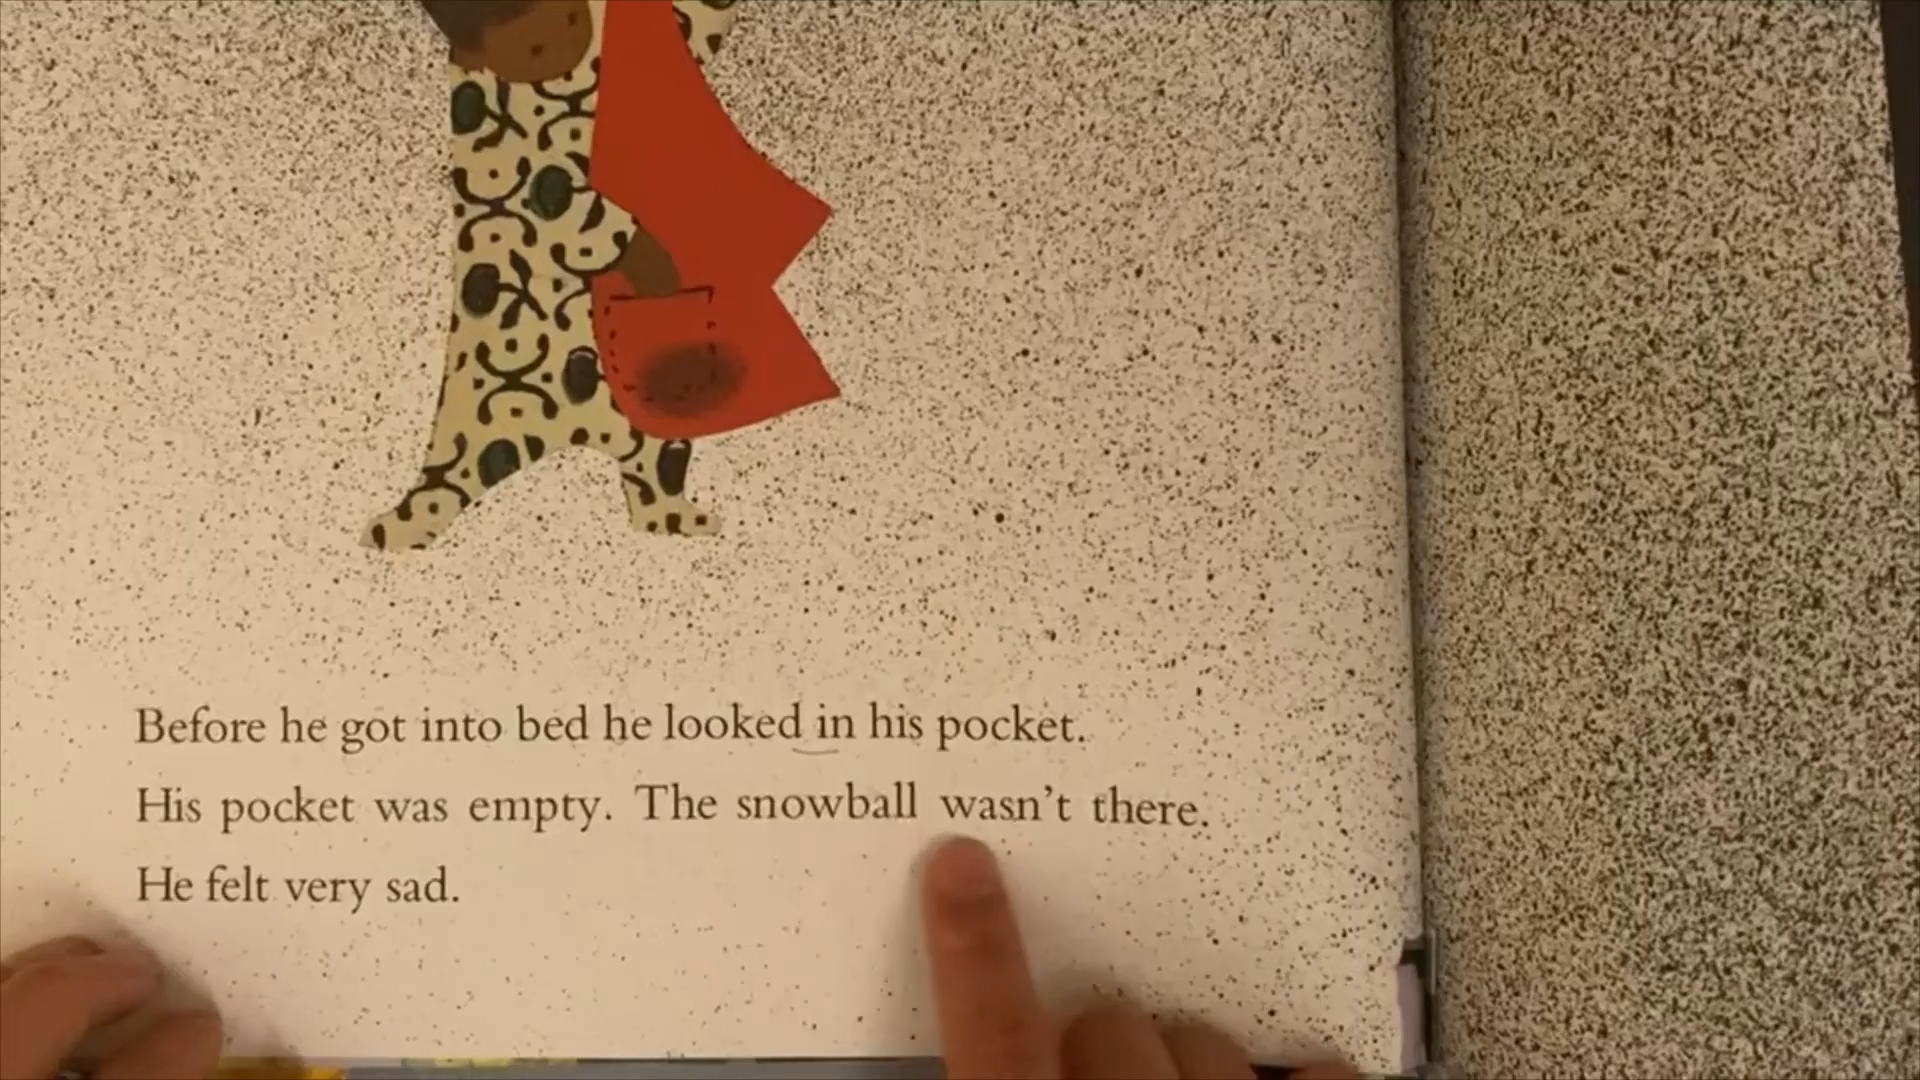 Before he got into bed he looked in his pocket.
His pocket was empty. The snowball wasn't there.
He felt very sad.